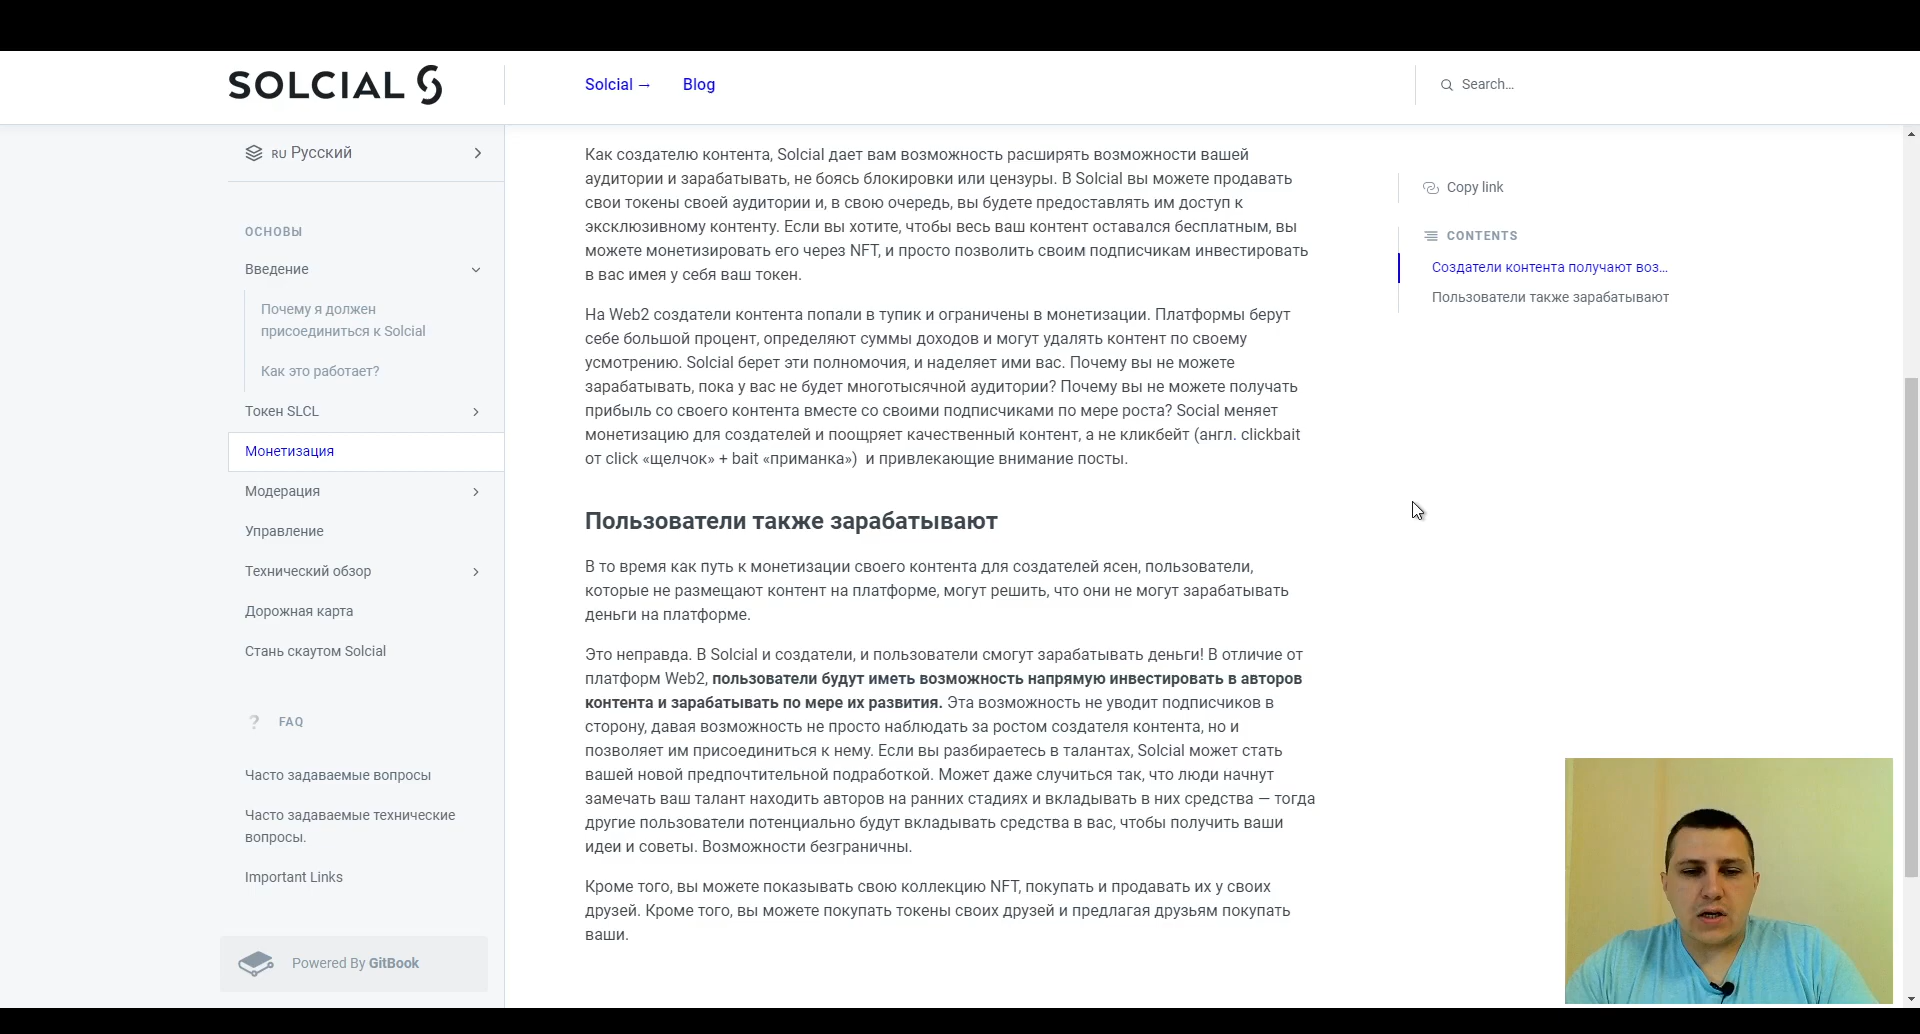 SOLCIAL
Solcial →
Blog
Search...
RU Русский
ОСНОВЫ
Введение
Почему я должен
присоединиться к Solcial
Как это работает?
Токен SLCL
Монетизация
Модерация
Управление
Технический обзор
Дорожная карта
Стань скаутом Solcial
FAQ
Часто задаваемые вопросы
Часто задаваемые технические
вопросы.
Important Links
Powered By GitBook
Как создателю контента, Solcial дает вам возможность расширять возможности вашей
аудитории и зарабатывать, не боясь блокировки или цензуры. В Solcial вы можете продавать
свои токены своей аудитории и, в свою очередь, вы будете предоставлять им доступ к
эксклюзивному контенту. Если вы хотите, чтобы весь ваш контент оставался бесплатным, вы
можете монетизировать его через NFT, и просто позволить своим подписчикам инвестировать
в вас имея у себя ваш токен.
На Web2 создатели контента попали в тупик и ограничены в монетизации. Платформы берут
себе большой процент, определяют суммы доходов и могут удалять контент по своему
усмотрению. Solcial берет эти полномочия, и наделяет ими вас. Почему вы не можете
зарабатывать, пока у вас не будет многотысячной аудитории? Почему вы не можете получать
прибыль со своего контента вместе со своими подписчиками по мере роста? Social меняет
монетизацию для создателей и поощряет качественный контент, а не кликбейт (англ. clickbait
от click «щелчок» + bait «приманка»)  и привлекающие внимание посты.
Пользователи также зарабатывают
В то время как путь к монетизации своего контента для создателей ясен, пользователи,
которые не размещают контент на платформе, могут решить, что они не могут зарабатывать
деньги на платформе.
Это неправда. В Solcial и создатели, и пользователи смогут зарабатывать деньги! В отличие от
платформ Web2, пользователи будут иметь возможность напрямую инвестировать в авторов
контента и зарабатывать по мере их развития. Эта возможность не уводит подписчиков в
сторону, давая возможность не просто наблюдать за ростом создателя контента, но и
позволяет им присоединиться к нему. Если вы разбираетесь в талантах, Solcial может стать
вашей новой предпочтительной подработкой. Может даже случиться так, что люди начнут
замечать ваш талант находить авторов на ранних стадиях и вкладывать в них средства — тогда
другие пользователи потенциально будут вкладывать средства в вас, чтобы получить ваши
идеи и советы. Возможности безграничны.
Кроме того, вы можете показывать свою коллекцию NFT, покупать и продавать их у своих
друзей. Кроме того, вы можете покупать токены своих друзей и предлагая друзьям покупать
ваши.
Copy link
CONTENTS
Создатели контента получают воз...
Пользователи также зарабатывают